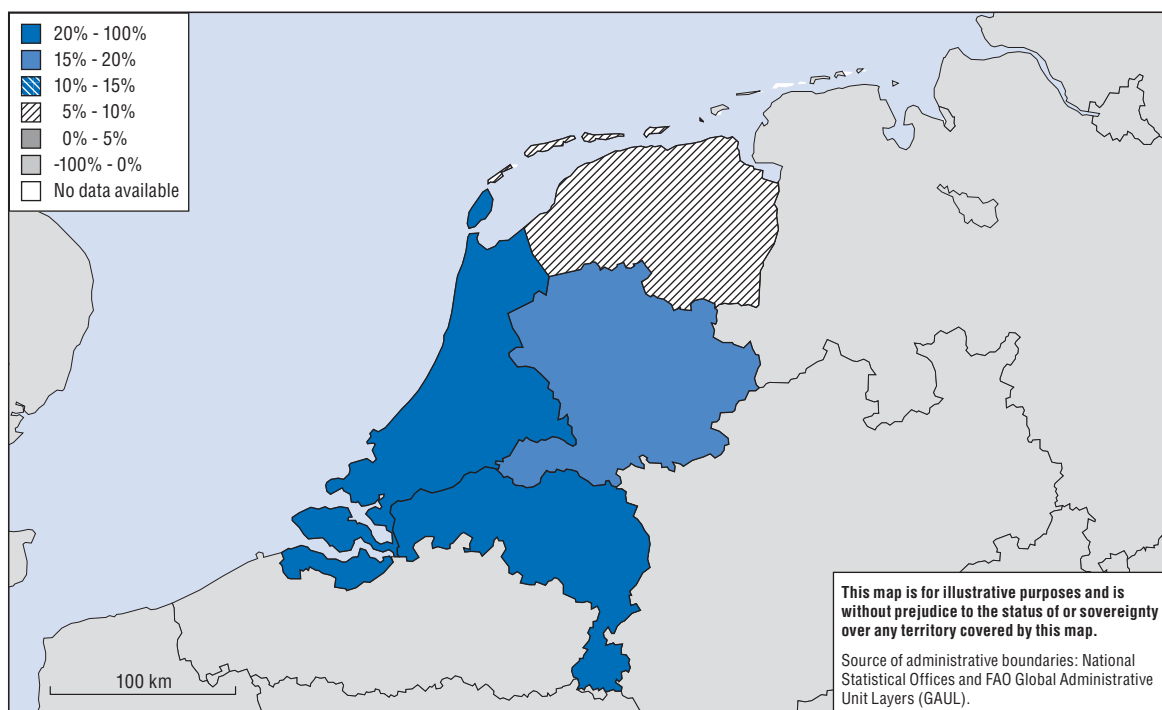 20% - 100%
15% - 20%
10% - 15%
5% - 10%
0% - 5%
-100% - 0%
No data available
100 km
This map is for illustrative purposes and is
without prejudice to the status of or sovereignty
over any territory covered by this map.
Source of administrative boundaries: National
Statistical Offices and FAO Global Administrative
Unit Layers (GAUL).